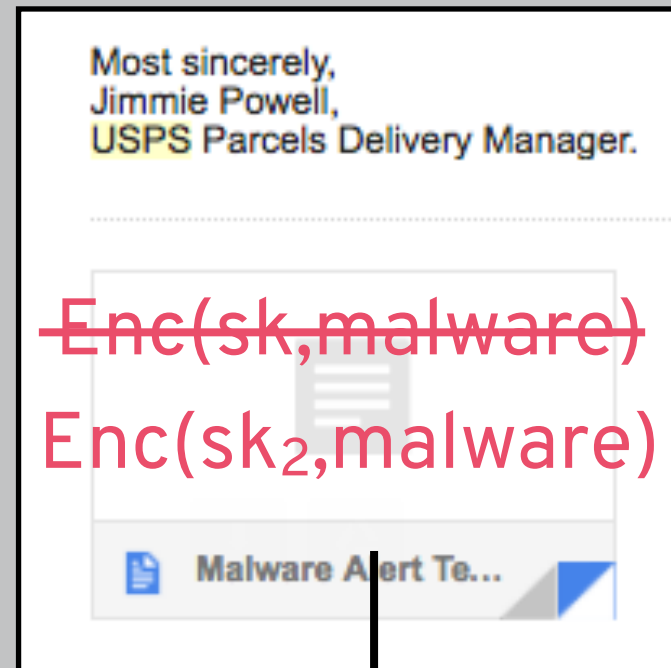 Most sincerely,
Jimmie Powell,
USPS Parcels Delivery Manager.
Enc(sk,malware)
Enc(sk₂,malware)
Malware Alert Te...